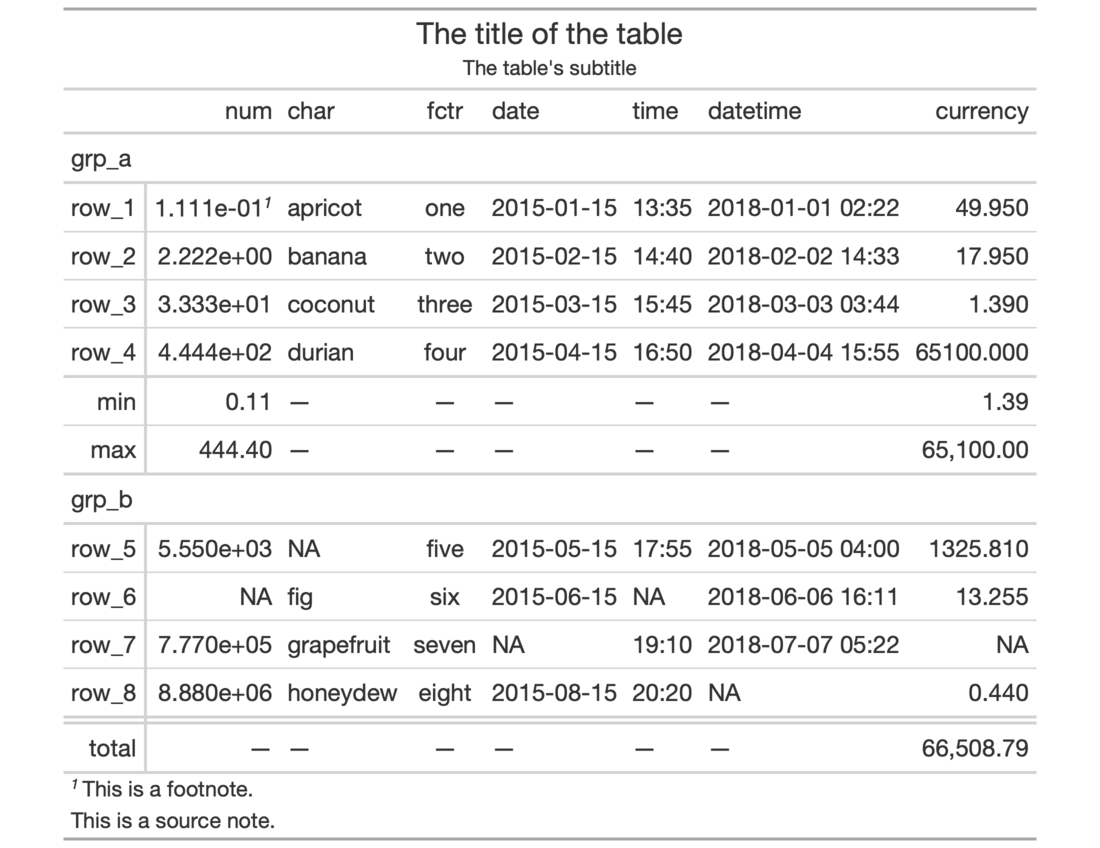 The title of the table
The table's subtitle
num char fctr date time datetime currency
grp_a
row_1 1.111e-01¹ apricot one 2015-01-15 13:35 2018-01-01 02:22 49.950
row_2 2.222e+00 banana two 2015-02-15 14:40 2018-02-02 14:33 17.950
row_3 3.333e+01 coconut three 2015-03-15 15:45 2018-03-03 03:44 1.390
row_4 4.444e+02 durian four 2015-04-15 16:50 2018-04-04 15:55 65100.000
min 0.11 — — — — — 1.39
max 444.40 — — — — — 65,100.00
grp_b
row_5 5.550e+03 NA five 2015-05-15 17:55 2018-05-05 04:00 1325.810
row_6 NA fig six 2015-06-15 NA 2018-06-06 16:11 13.255
row_7 7.770e+05 grapefruit seven NA 19:10 2018-07-07 05:22 NA
row_8 8.880e+06 honeydew eight 2015-08-15 20:20 NA 0.440
total — — — — — — 66,508.79
¹ This is a footnote.
This is a source note.